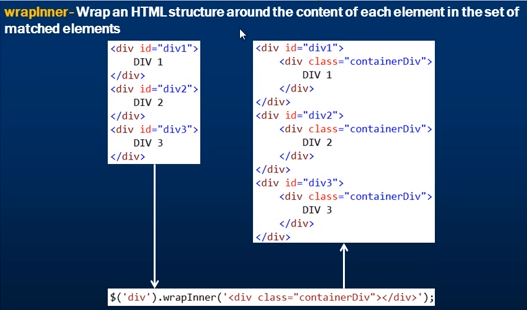 wrapInner - Wrap an HTML structure around the content of each element in the set of
matched elements
<div id="div1">
    DIV 1
</div>
<div id="div2">
    DIV 2
</div>
<div id="div3">
    DIV 3
</div>
<div id="div1">
    <div class="containerDiv">
        DIV 1
    </div>
</div>
<div id="div2">
    <div class="containerDiv">
        DIV 2
    </div>
</div>
<div id="div3">
    <div class="containerDiv">
        DIV 3
    </div>
</div>
$('div').wrapInner('<div class="containerDiv"></div>');